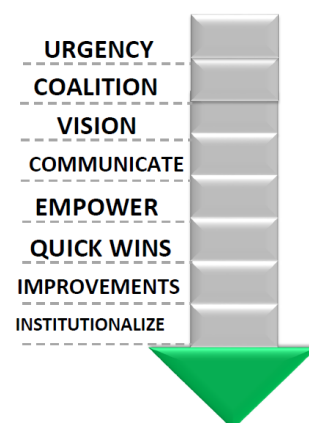 URGENCY
COALITION
VISION
COMMUNICATE
EMPOWER
QUICK WINS
IMPROVEMENTS
INSTITUTIONALIZE